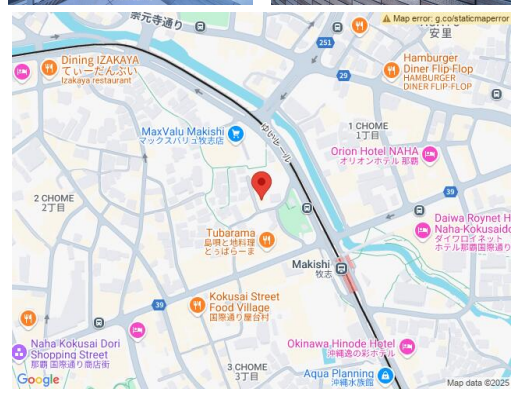 Map error: g.co/staticmaperror
崇元寺通り
安里
251
Dining IZAKAYA
てぃーだんぶい
Izakaya restaurant
Hamburger
Diner Flip Flop
HAMBURGER
DINER FLIP-FLOP
29
MaxValu Makishi
マックスバリュ牧志店
ゆいレール
1 CHOME
1丁目
Orion Hotel NAHA
オリオンホテル 那覇
39
2 CHOME
2丁目
Daiwa Roynet H
Naha-Kokusaido
ダイワロイネット
ホテル那覇国際通り
Tubarama
島唄と地料理
とぅばらーま
Makishi
牧志
39
Kokusai Street
Food Village
国際通り屋台村
Naha Kokusai Dori
Shopping Street
那覇 国際通り商店街
Okinawa Hinode Hotel
沖縄逸の彩ホテル
3 CHOME
3丁目
Aqua Planning
沖縄水族館
Google
Map data ©2025